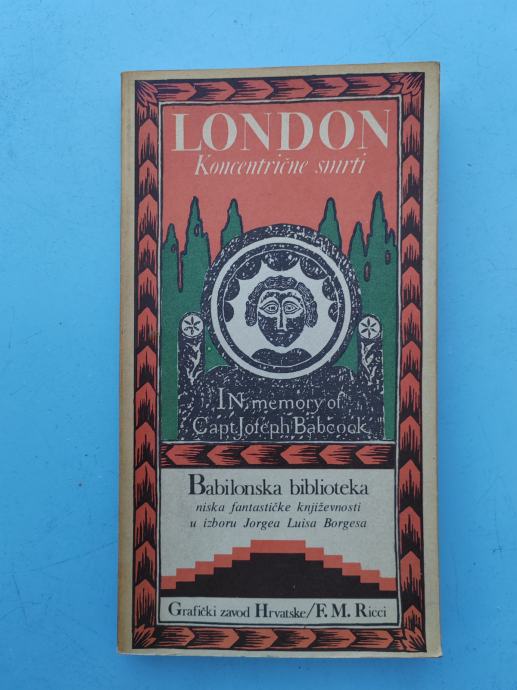 LONDON
Koncentrične smrti
IN memory of
Capt. Joſeph Babcock
Babilonska biblioteka
niska fantastičke književnosti
u izboru Jorgea Luisa Borgesa
Grafički zavod Hrvatske/F. M. Ricci